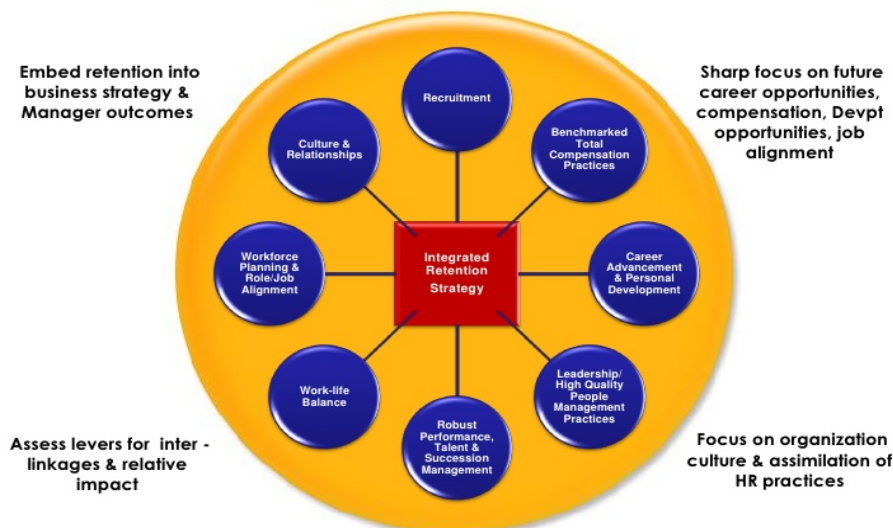 Embed retention into
business strategy &
Manager outcomes
Sharp focus on future
career opportunities,
compensation, Devpt
opportunities, job
alignment
Recruitment
Culture &
Relationships
Benchmarked
Total
Compensation
Practices
Workforce
Planning &
Role/Job
Alignment
Integrated
Retention
Strategy
Career
Advancement
& Personal
Development
Work-life
Balance
Leadership/
High Quality
People
Management
Practices
Robust
Performance,
Talent &
Succession
Management
Assess levers for inter -
linkages & relative
impact
Focus on organization
culture & assimilation of
HR practices